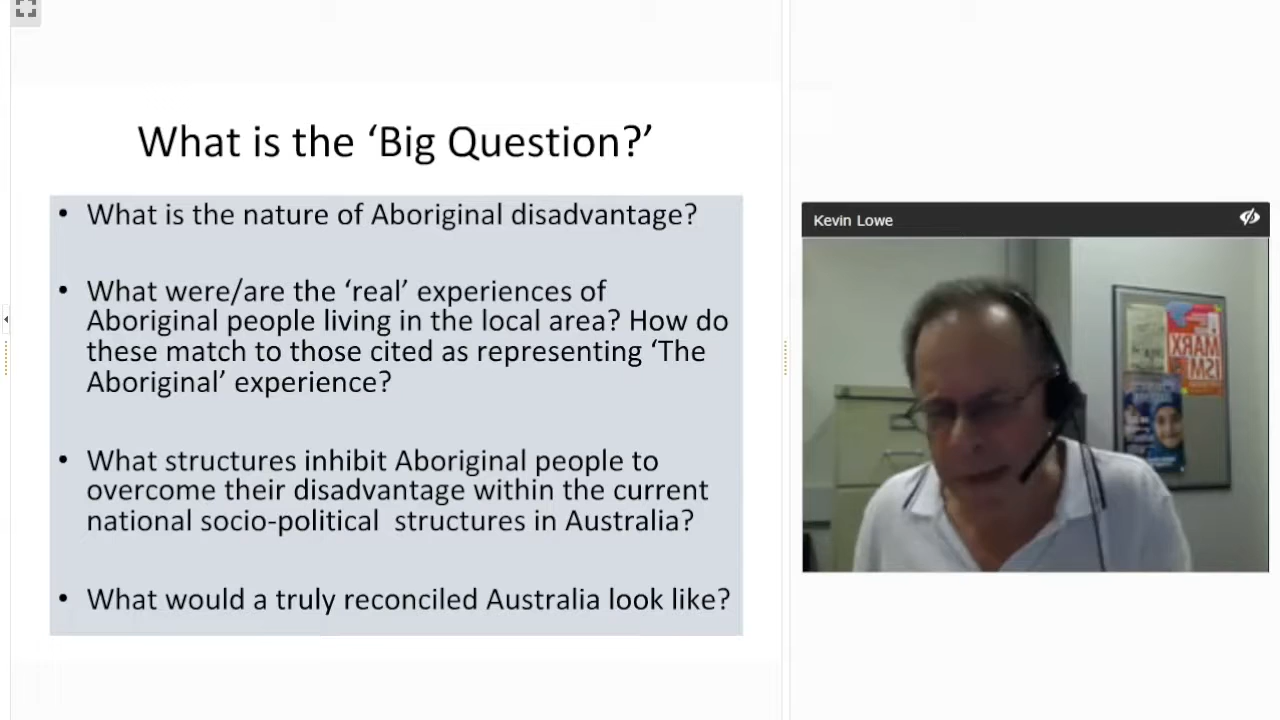 What is the ‘Big Question?’
• What is the nature of Aboriginal disadvantage?
• What were/are the ‘real’ experiences of
Aboriginal people living in the local area? How do
these match to those cited as representing ‘The
Aboriginal’ experience?
• What structures inhibit Aboriginal people to
overcome their disadvantage within the current
national socio-political structures in Australia?
• What would a truly reconciled Australia look like?
Kevin Lowe
MARX
ISM